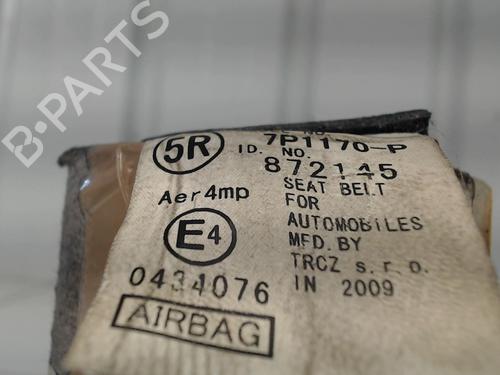 B-PARTS
5R
7P1170-P
ID. NO.
872145
Aer4mp
SEAT BELT
FOR
AUTOMOBILES
MFD. BY
TRCZ s.r.o.
IN 2009
E4
0434076
AIRBAG